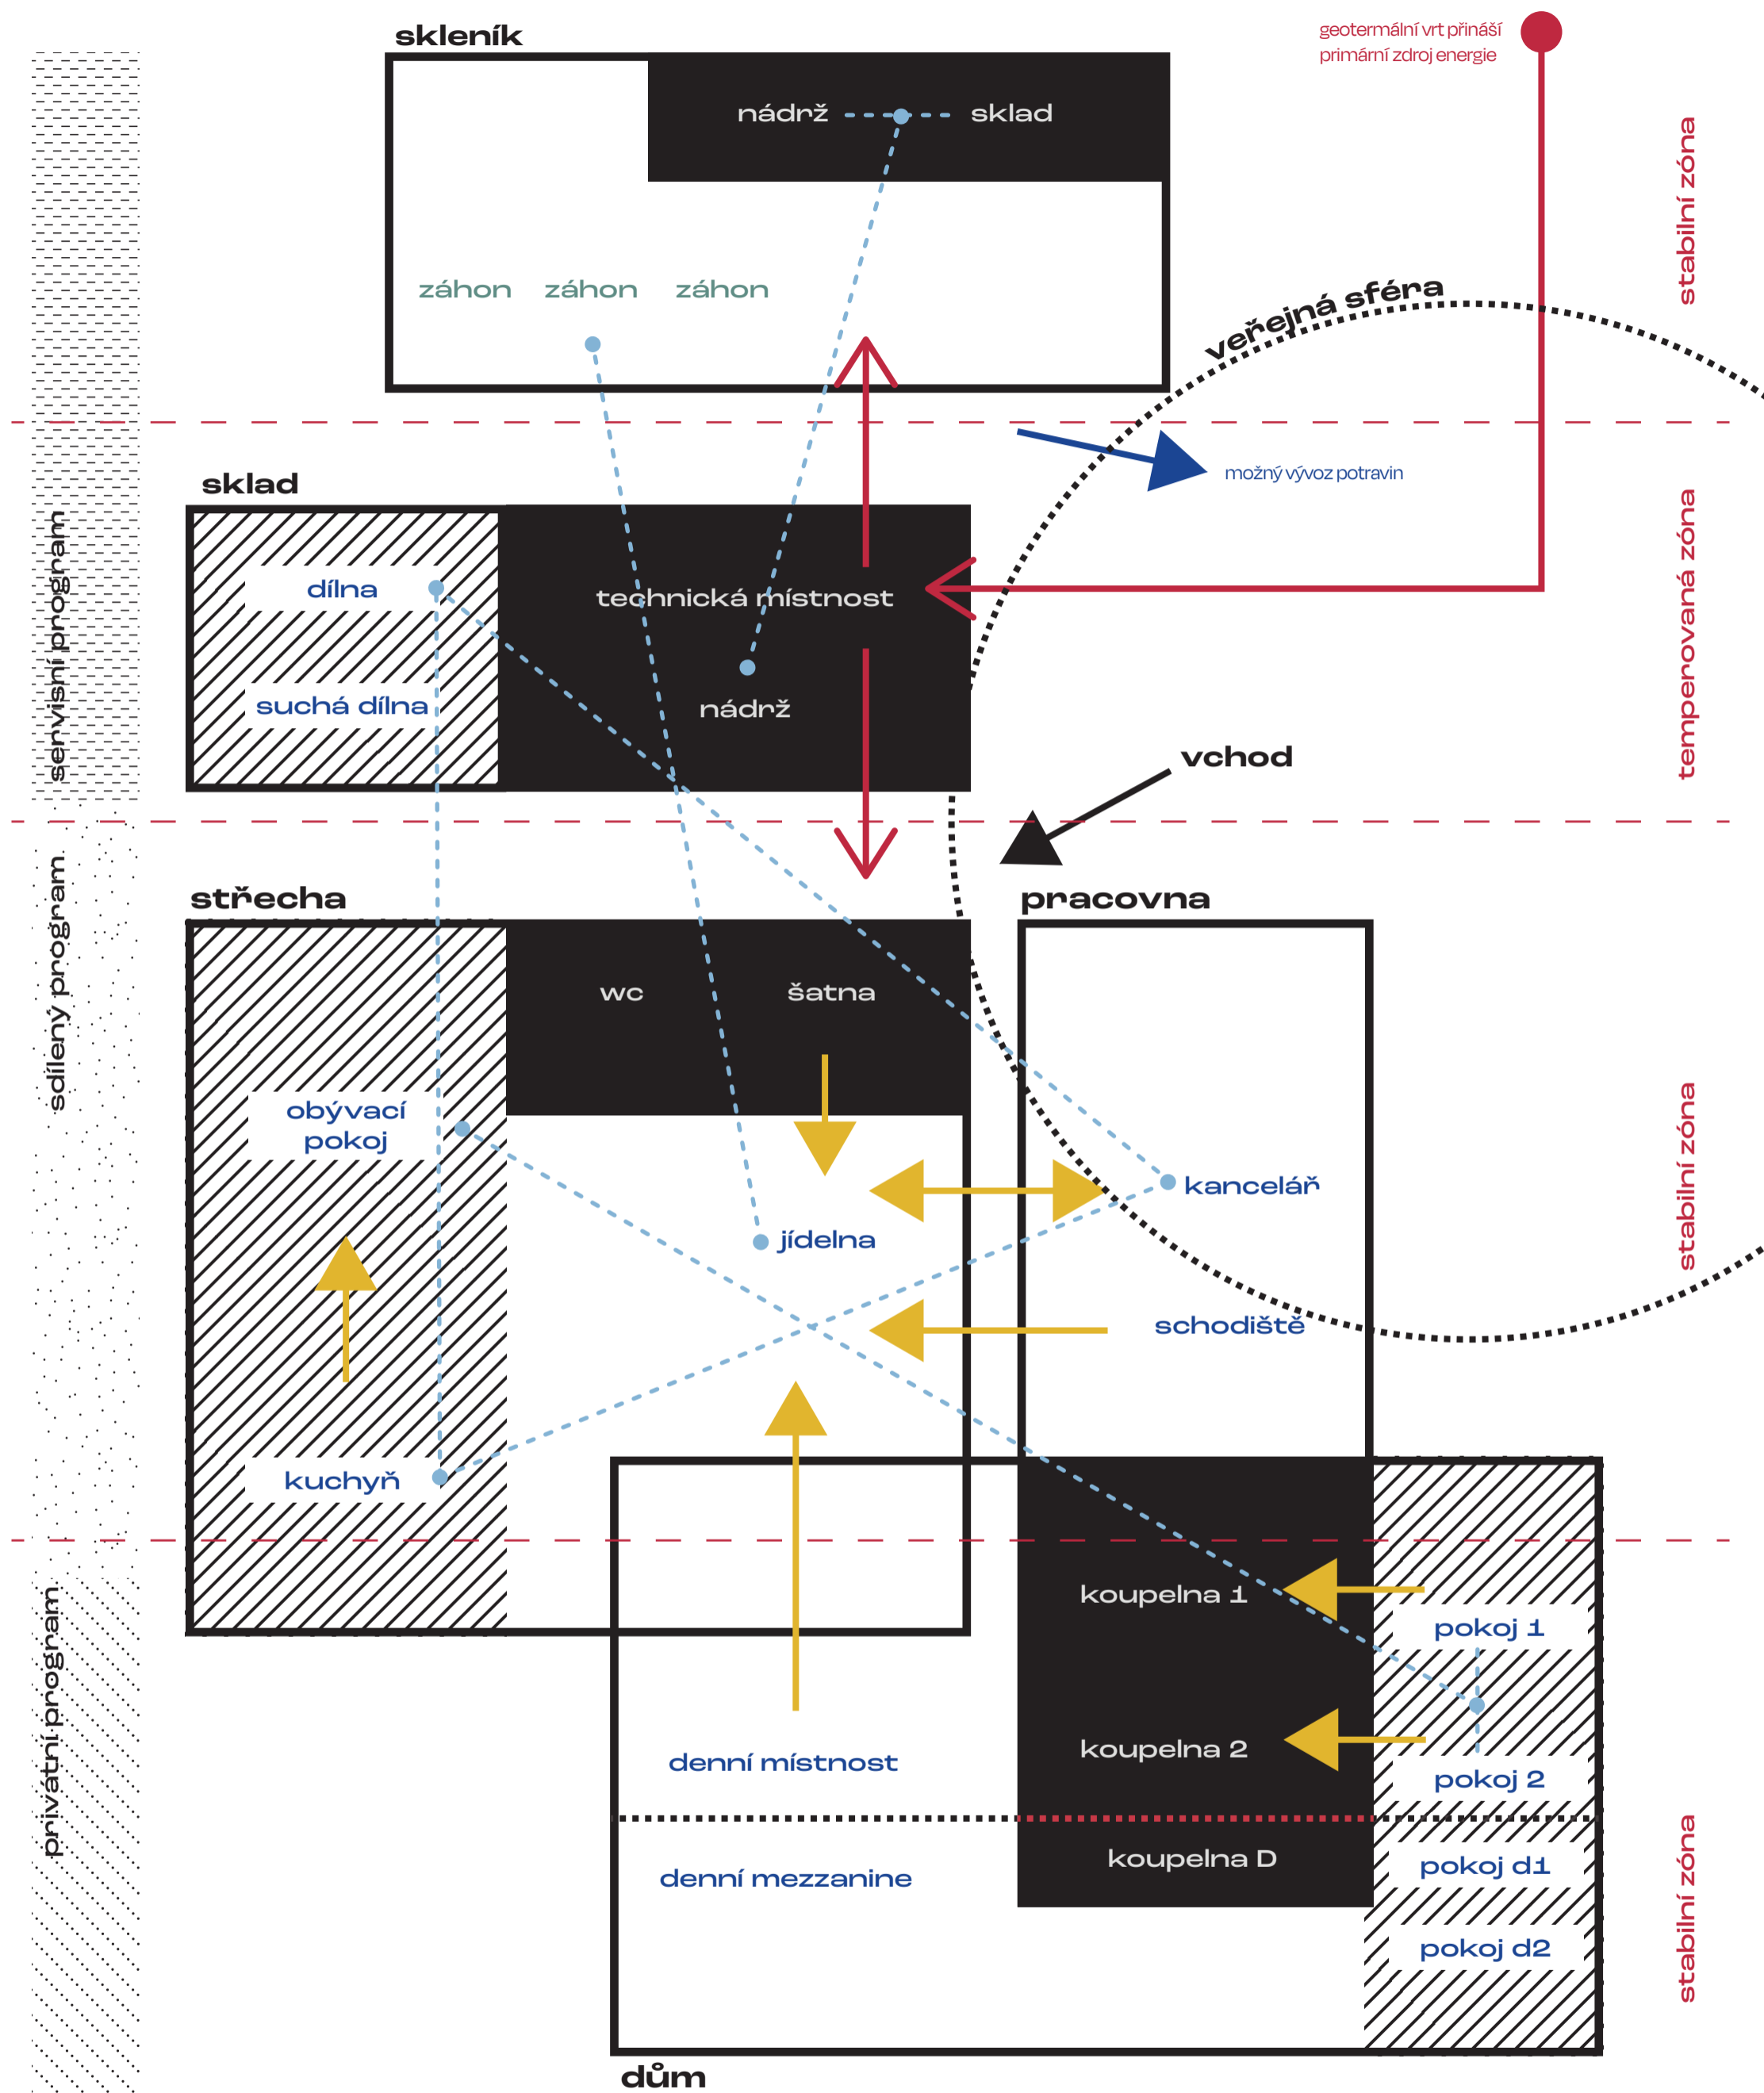 skleník
geotermální vrt přináší
primární zdroj energie
nádrž
sklad
stabilní zóna
záhon
záhon
záhon
veřejná sféra
možný vývoz potravin
sklad
servisní program
dílna
technická místnost
suchá dílna
nádrž
temperovaná zóna
vchod
střecha
pracovna
sdílený program
wc
šatna
obývací
pokoj
kancelář
jídelna
stabilní zóna
schodiště
kuchyň
privátní program
koupelna 1
pokoj 1
denní místnost
koupelna 2
pokoj 2
denní mezzanine
koupelna D
pokoj d1
pokoj d2
stabilní zóna
dům